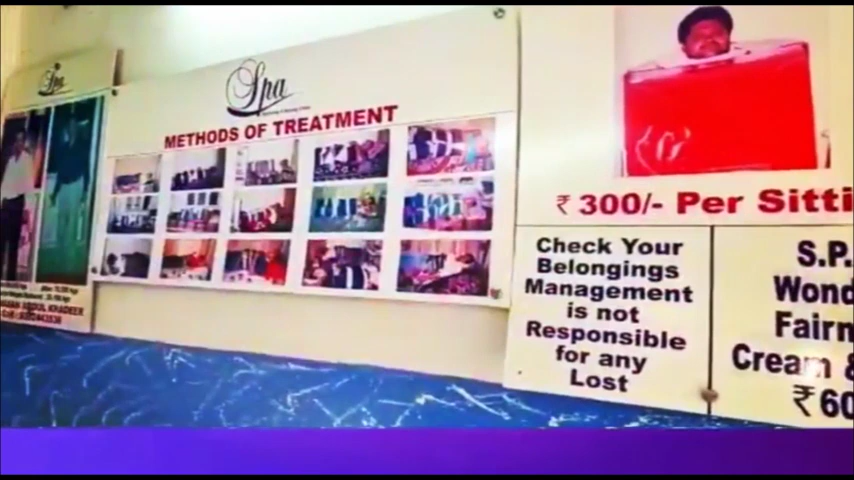 Spa
Spa
METHODS OF TREATMENT
₹ 300/- Per Sitti
Check Your
Belongings
Management
is not
Responsible
for any
Lost
S.P.
Wond
Fairn
Cream &
₹ 60